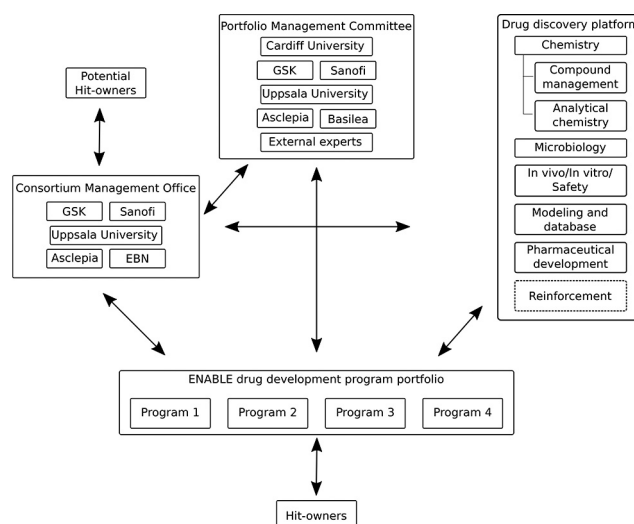 Portfolio Management Committee
Cardiff University
GSK
Sanofi
Uppsala University
Asclepia
Basilea
External experts
Potential
Hit-owners
Consortium Management Office
GSK
Sanofi
Uppsala University
Asclepia
EBN
Drug discovery platform
Chemistry
Compound
management
Analytical
chemistry
Microbiology
In vivo/In vitro/
Safety
Modeling and
database
Pharmaceutical
development
Reinforcement
ENABLE drug development program portfolio
Program 1
Program 2
Program 3
Program 4
Hit-owners